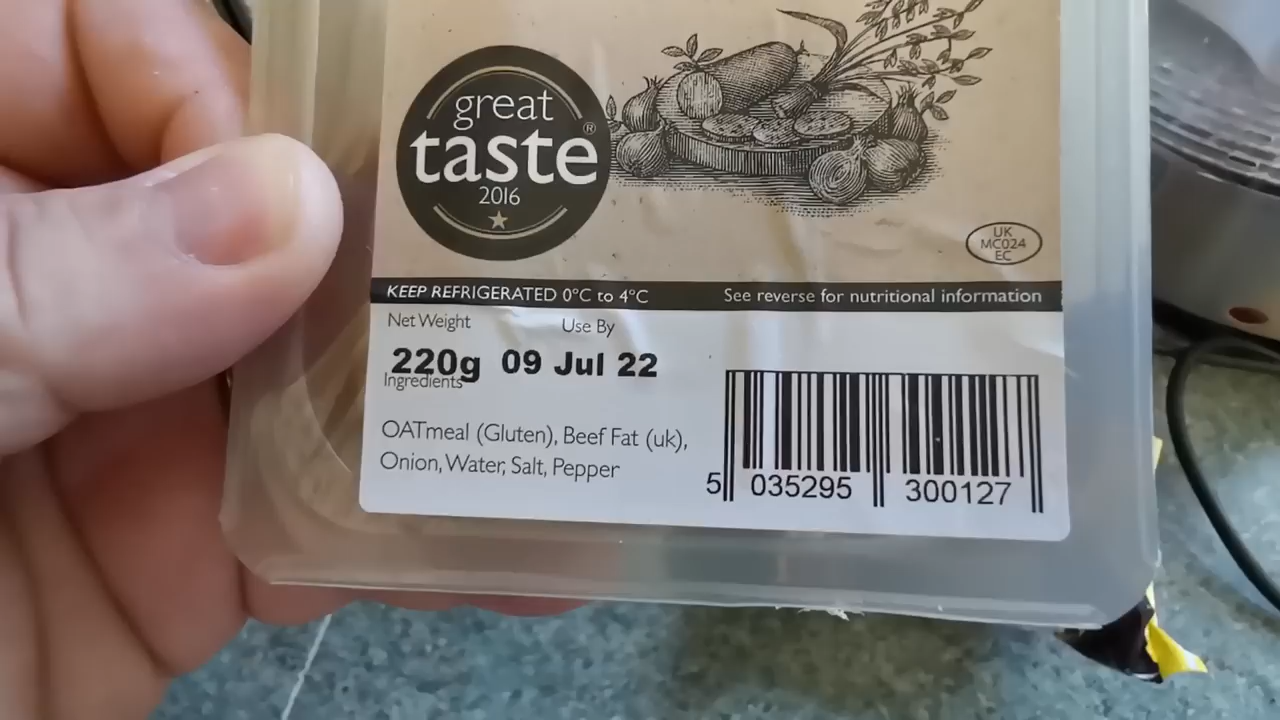 great
taste®
2016
UK
MC024
EC
KEEP REFRIGERATED 0°C to 4°C
See reverse for nutritional information
Net Weight
Use By
220g 09 Jul 22
Ingredients
OATmeal (Gluten), Beef Fat (uk),
Onion, Water, Salt, Pepper
5 035295 300127